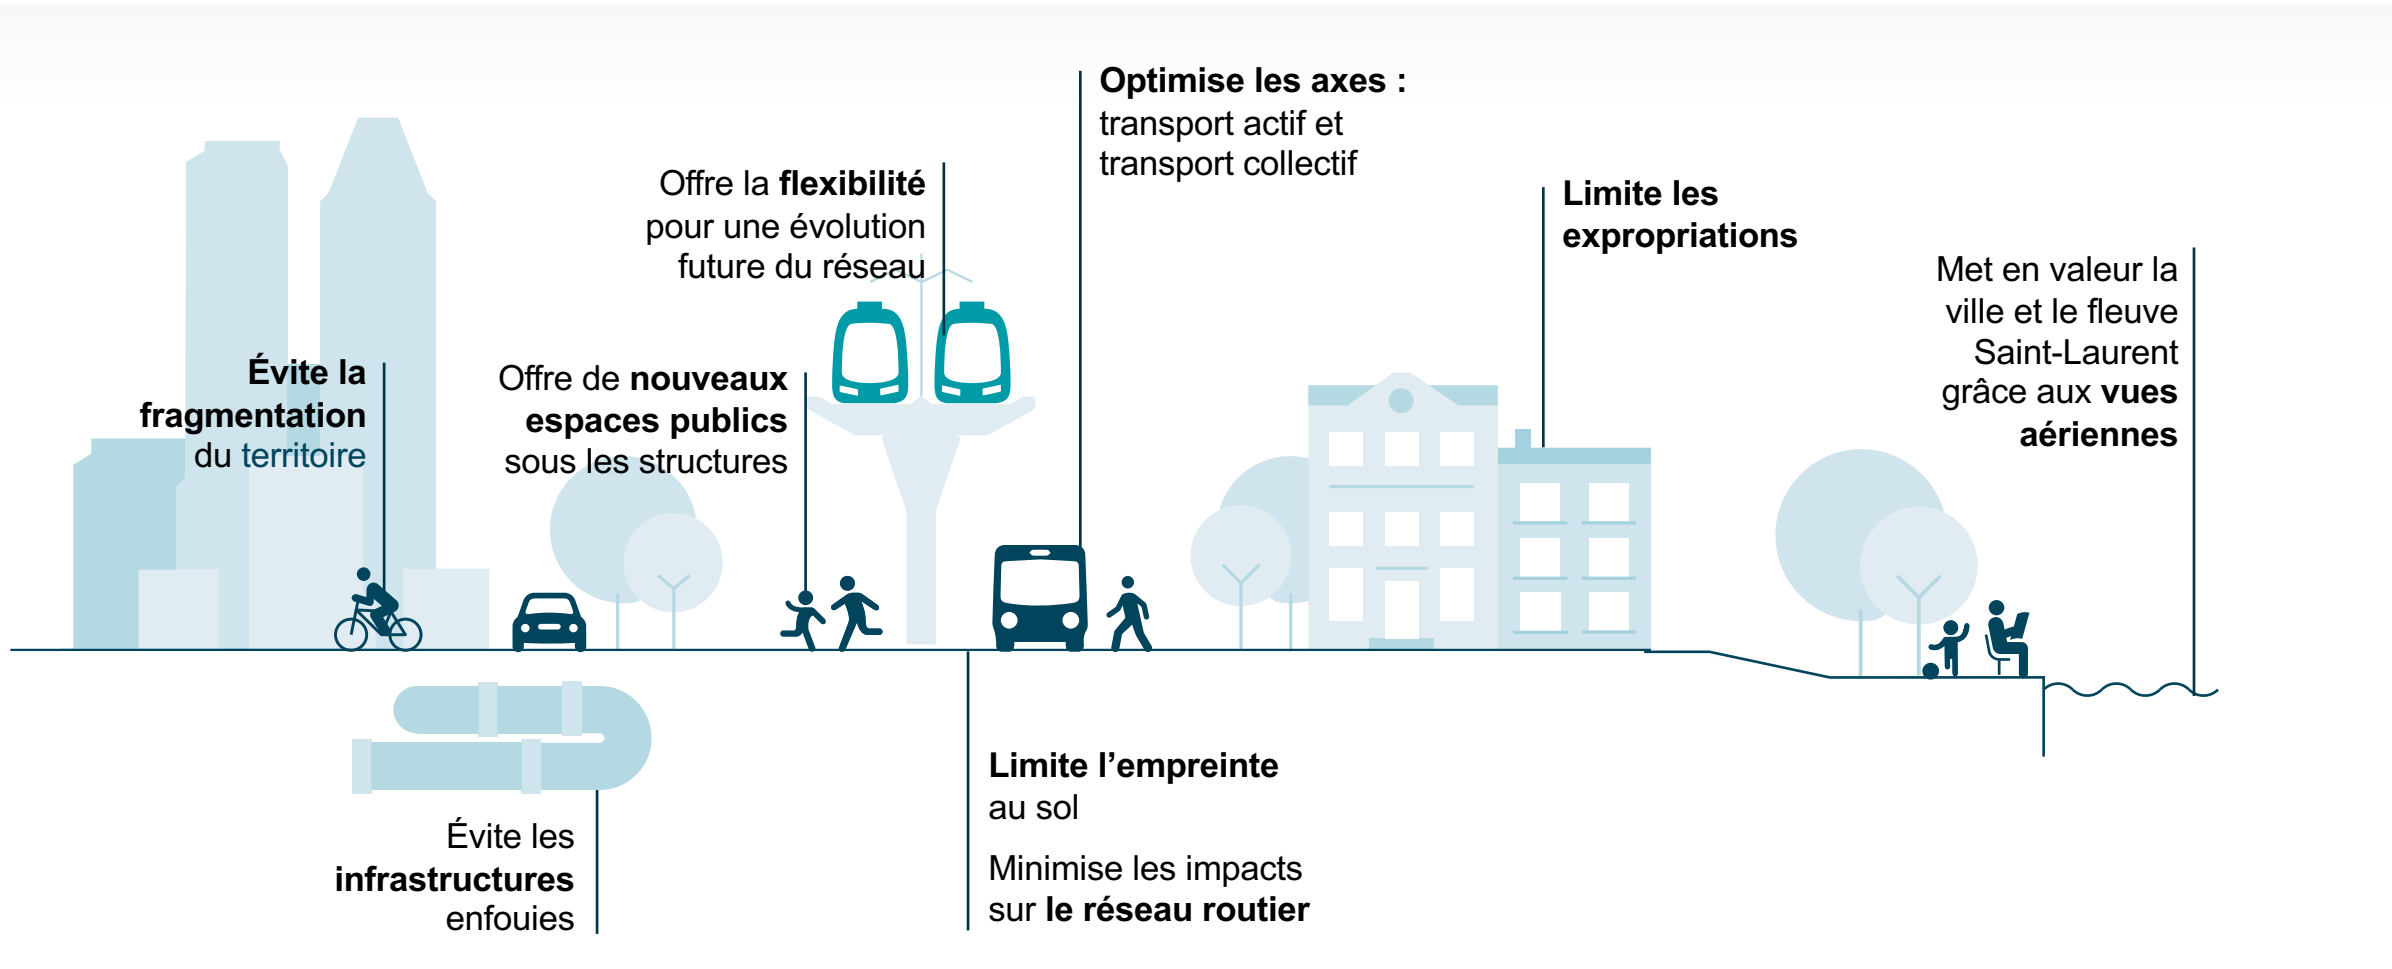 Évite la
fragmentation
du territoire
Offre de nouveaux
espaces publics
sous les structures
Offre la flexibilité
pour une évolution
future du réseau
Optimise les axes :
transport actif et
transport collectif
Limite les
expropriations
Met en valeur la
ville et le fleuve
Saint-Laurent
grâce aux vues
aériennes
Évite les
infrastructures
enfouies
Limite l’empreinte
au sol
Minimise les impacts
sur le réseau routier